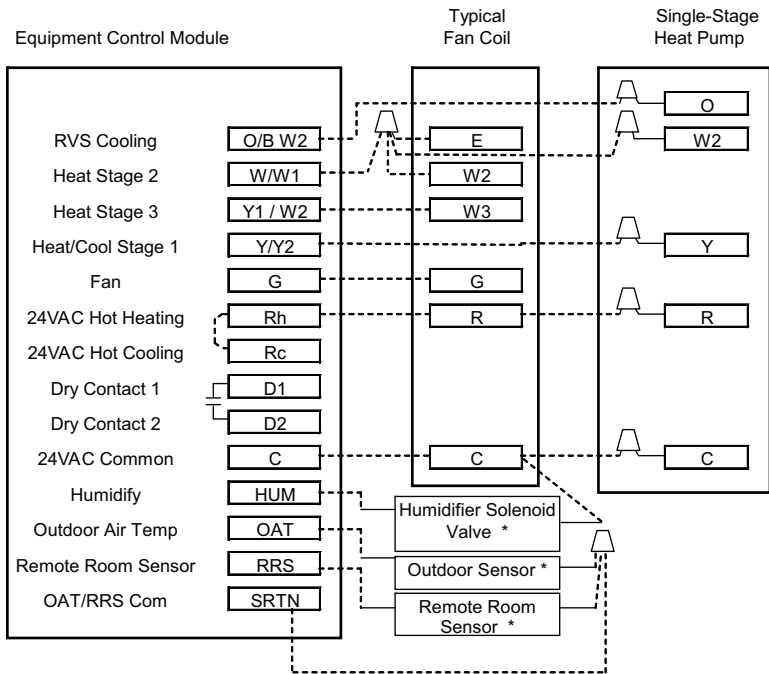 Typical
Fan Coil
Single-Stage
Heat Pump
Equipment Control Module
O
RVS Cooling O/B W2 E W2
Heat Stage 2 W/W1 W2
Heat Stage 3 Y1 / W2 W3
Heat/Cool Stage 1 Y/Y2 Y
Fan G G
24VAC Hot Heating Rh R R
24VAC Hot Cooling Rc
Dry Contact 1 D1
Dry Contact 2 D2
24VAC Common C C C
Humidify HUM
Humidifier Solenoid
Valve *
Outdoor Air Temp OAT
Outdoor Sensor *
Remote Room Sensor RRS
Remote Room
Sensor *
OAT/RRS Com SRTN